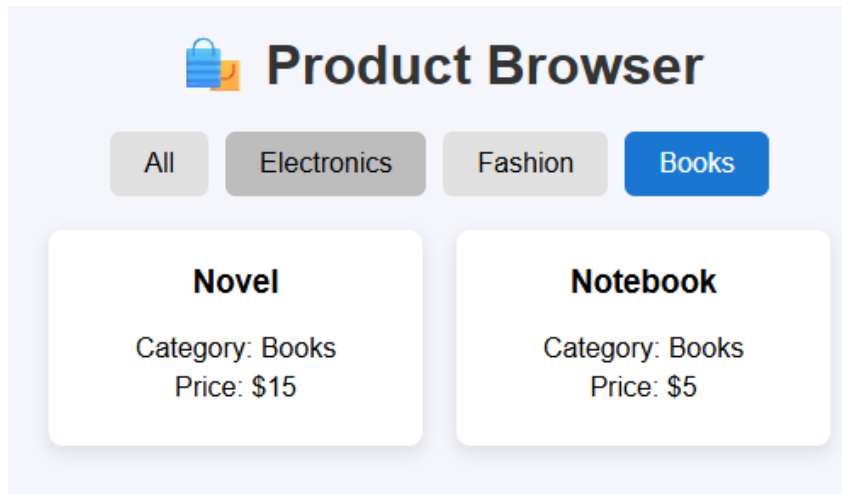 Product Browser
All Electronics Fashion Books
Novel
Category: Books
Price: $15
Notebook
Category: Books
Price: $5